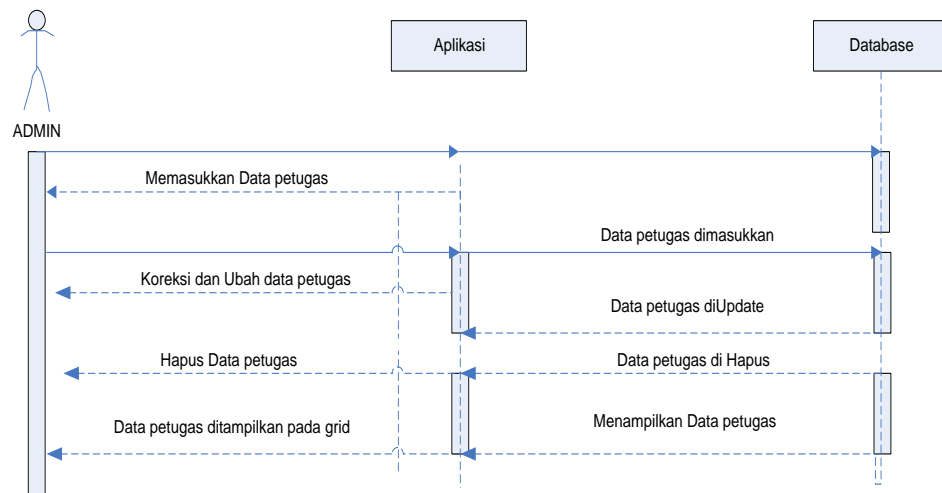 Aplikasi
Database
ADMIN
Memasukkan Data petugas
Data petugas dimasukkan
Koreksi dan Ubah data petugas
Data petugas diUpdate
Hapus Data petugas
Data petugas di Hapus
Data petugas ditampilkan pada grid
Menampilkan Data petugas